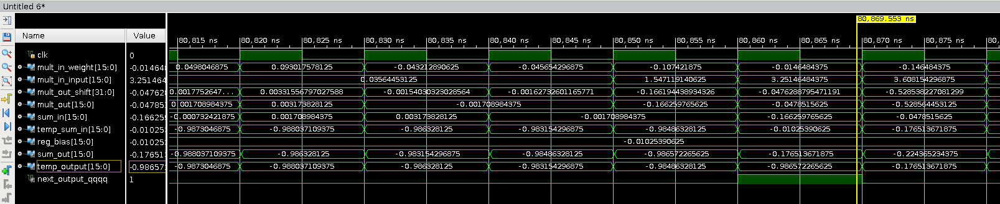 Untitled 6*
80,869.553 ns
Name Value
80,815 ns 80,820 ns 80,825 ns 80,830 ns 80,835 ns 80,840 ns 80,845 ns 80,850 ns 80,855 ns 80,860 ns 80,865 ns 80,870 ns 80,875 ns
clk 0
mult_in_weight[15:0] -0.01464 0.0498046875 0.093017578125 -0.043212890625 -0.045654296875 -0.107421875 -0.0146484375 -0.146484375
mult_in_input[15:0] 3.251464 0.03564453125 1.547119140625 3.25146484375 3.608154296875
mult_out_shift[31:0] -0.04762 0.0017752647... 0.00331556797027588 -0.00154030323028564 -0.00162732601165771 -0.166194438934326 -0.0476288795471191 -0.528538227081299
mult_out[15:0] -0.0478 0.001708984375 0.003173828125 -0.001708984375 -0.166259765625 -0.0478515625 -0.528564453125
sum_in[15:0] -0.16625 -0.000732421875 0.001708984375 0.003173828125 -0.001708984375 -0.166259765625 -0.0478515625
temp_sum_in[15:0] -0.01025 -0.9873046875 -0.988037109375 -0.986328125 -0.983154296875 -0.98486328125 -0.01025390625 -0.176513671875
reg_bias[15:0] -0.01025 -0.01025390625
sum_out[15:0] -0.17651 -0.988037109375 -0.986328125 -0.983154296875 -0.98486328125 -0.986572265625 -0.176513671875 -0.224365234375
temp_output[15:0] -0.98657 -0.9873046875 -0.988037109375 -0.986328125 -0.983154296875 -0.98486328125 -0.986572265625 -0.176513671875
next_output_qqqq 1